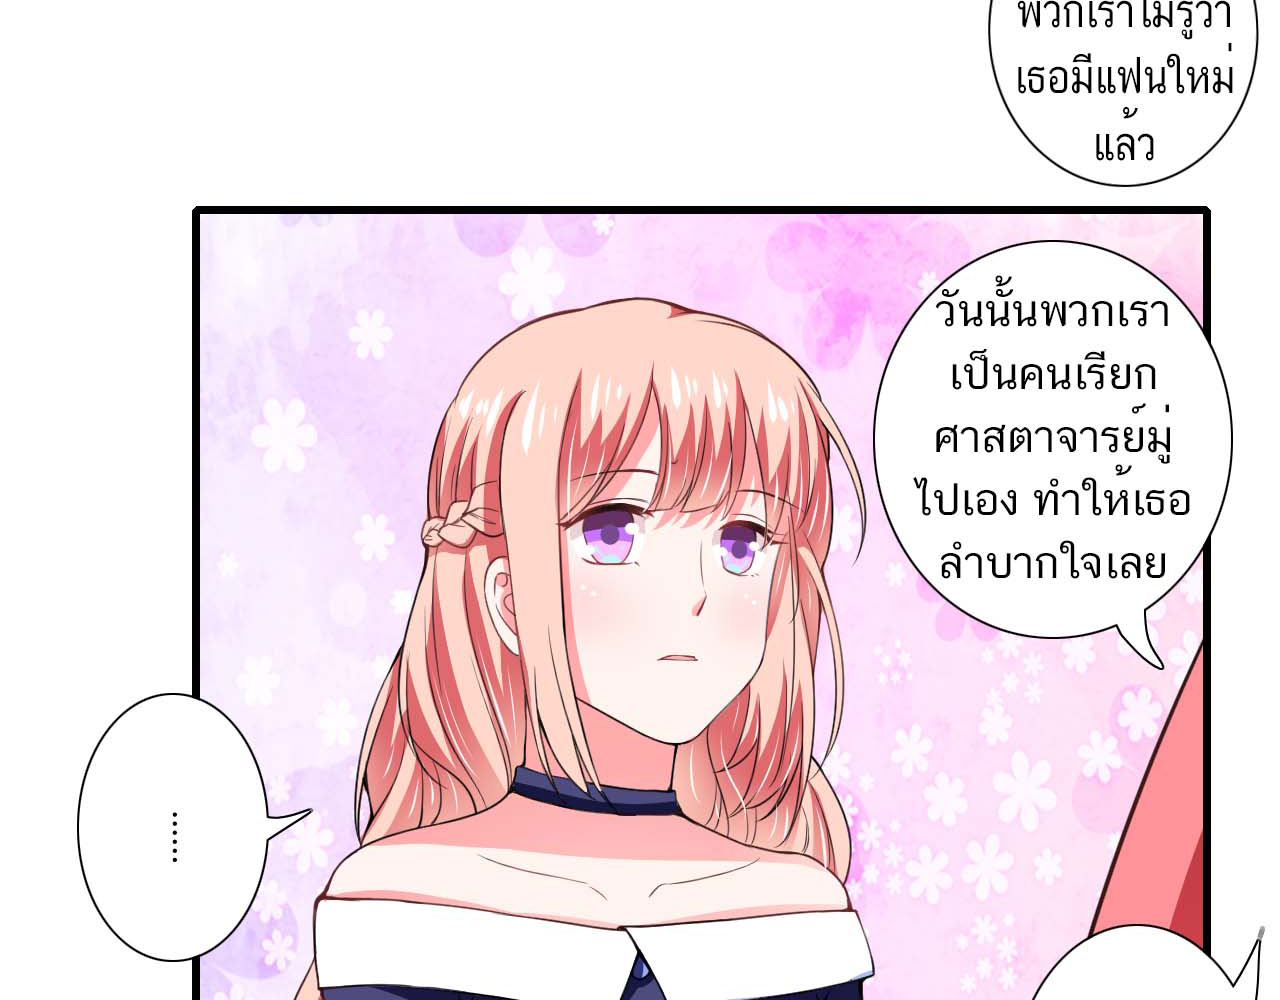 พวกเราไม่รู้ว่า
เธอมีแฟนใหม่
แล้ว
วันนั้นพวกเรา
เป็นคนเรียก
ศาสตาจารย์มู่
ไปเอง ทำให้เธอ
ลำบากใจเลย
......